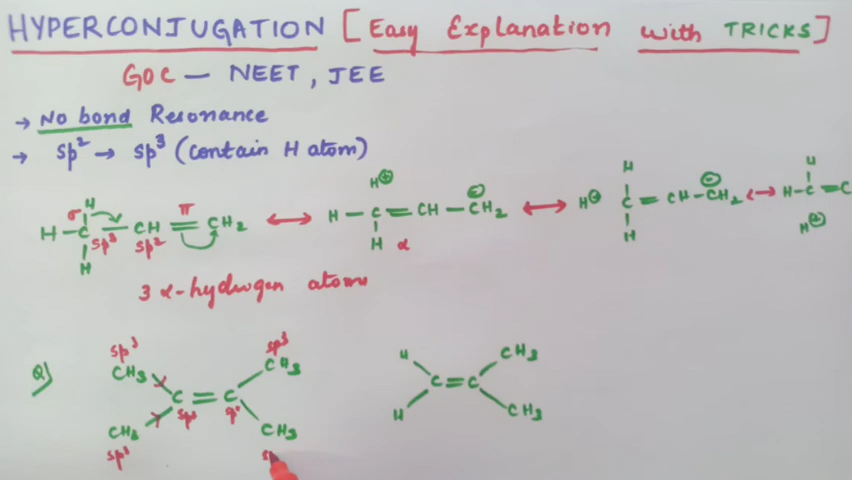 HYPERCONJUGATION [Easy Explanation with TRICKS]
GOC — NEET, JEE
→ No bond Resonance
→ sp² → sp³ (contain H atom)
H H⊕ ⊖ H ⊖ H
σ π
H—C—CH=CH₂ ↔ H—C=CH—CH₂ ↔ H⊕ C=CH—CH₂ ↔ H—C=C
sp³ sp²
H H α H H⊕
3 α-hydrogen atoms
Q)
sp³ sp³
CH₃ CH₃ H CH₃
C=C C=C
sp²
CH₃ CH₃ H CH₃
sp³